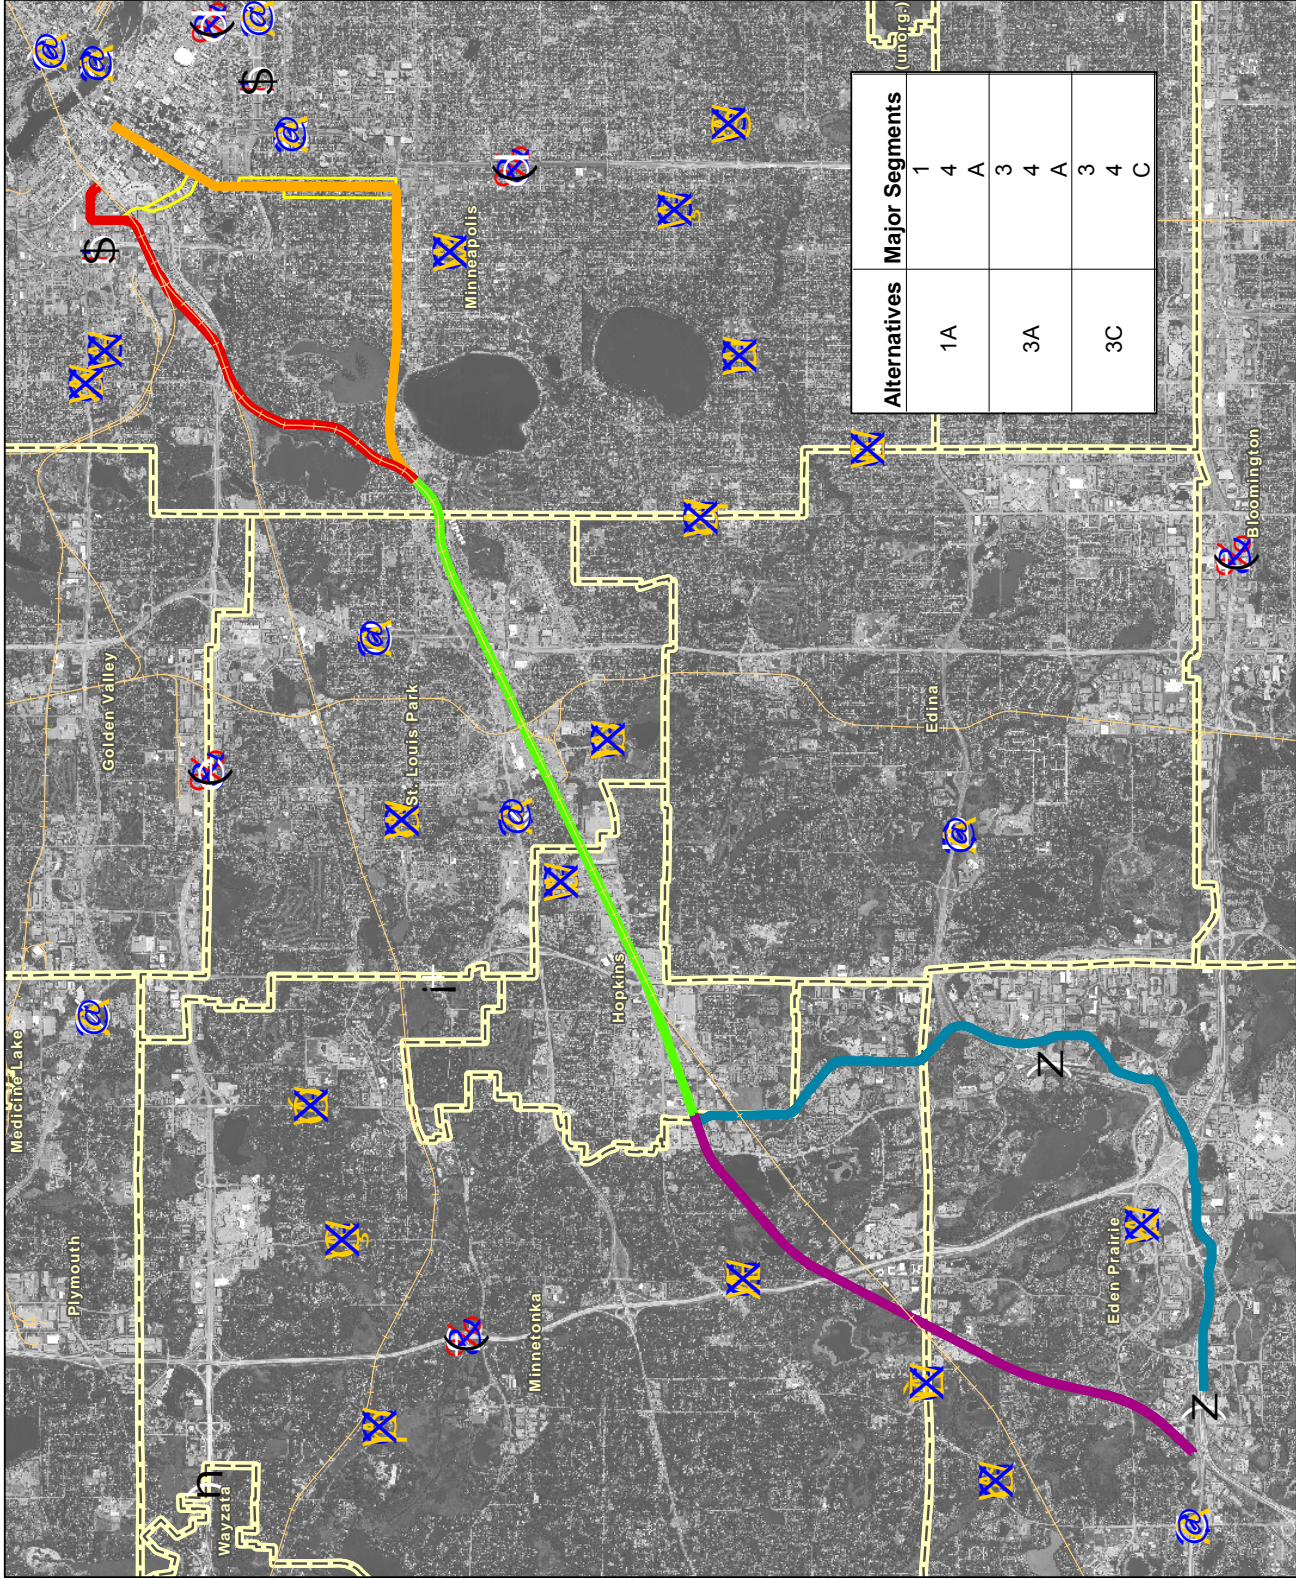 Medicine Lake
Plymouth
Golden Valley
Wayzata
Minnetonka
St. Louis Park
Hopkins
Minneapolis
Edina
Eden Prairie
Bloomington
(unorg.)
Alternatives Major Segments
1A
1
4
A
3A
3
4
A
3C
3
4
C